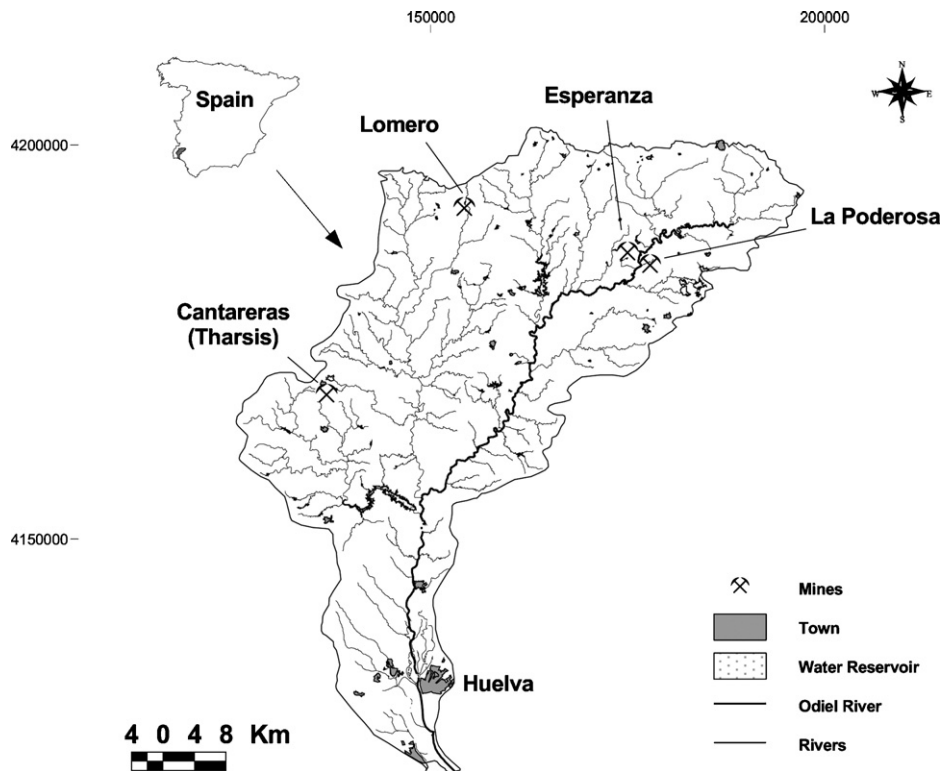 150000
200000
Spain
Esperanza
N
W
E
S
Lomero
4200000
La Poderosa
Cantareras
(Tharsis)
4150000
Mines
Town
Water Reservoir
Huelva
Odiel River
4 0 4 8 Km
Rivers